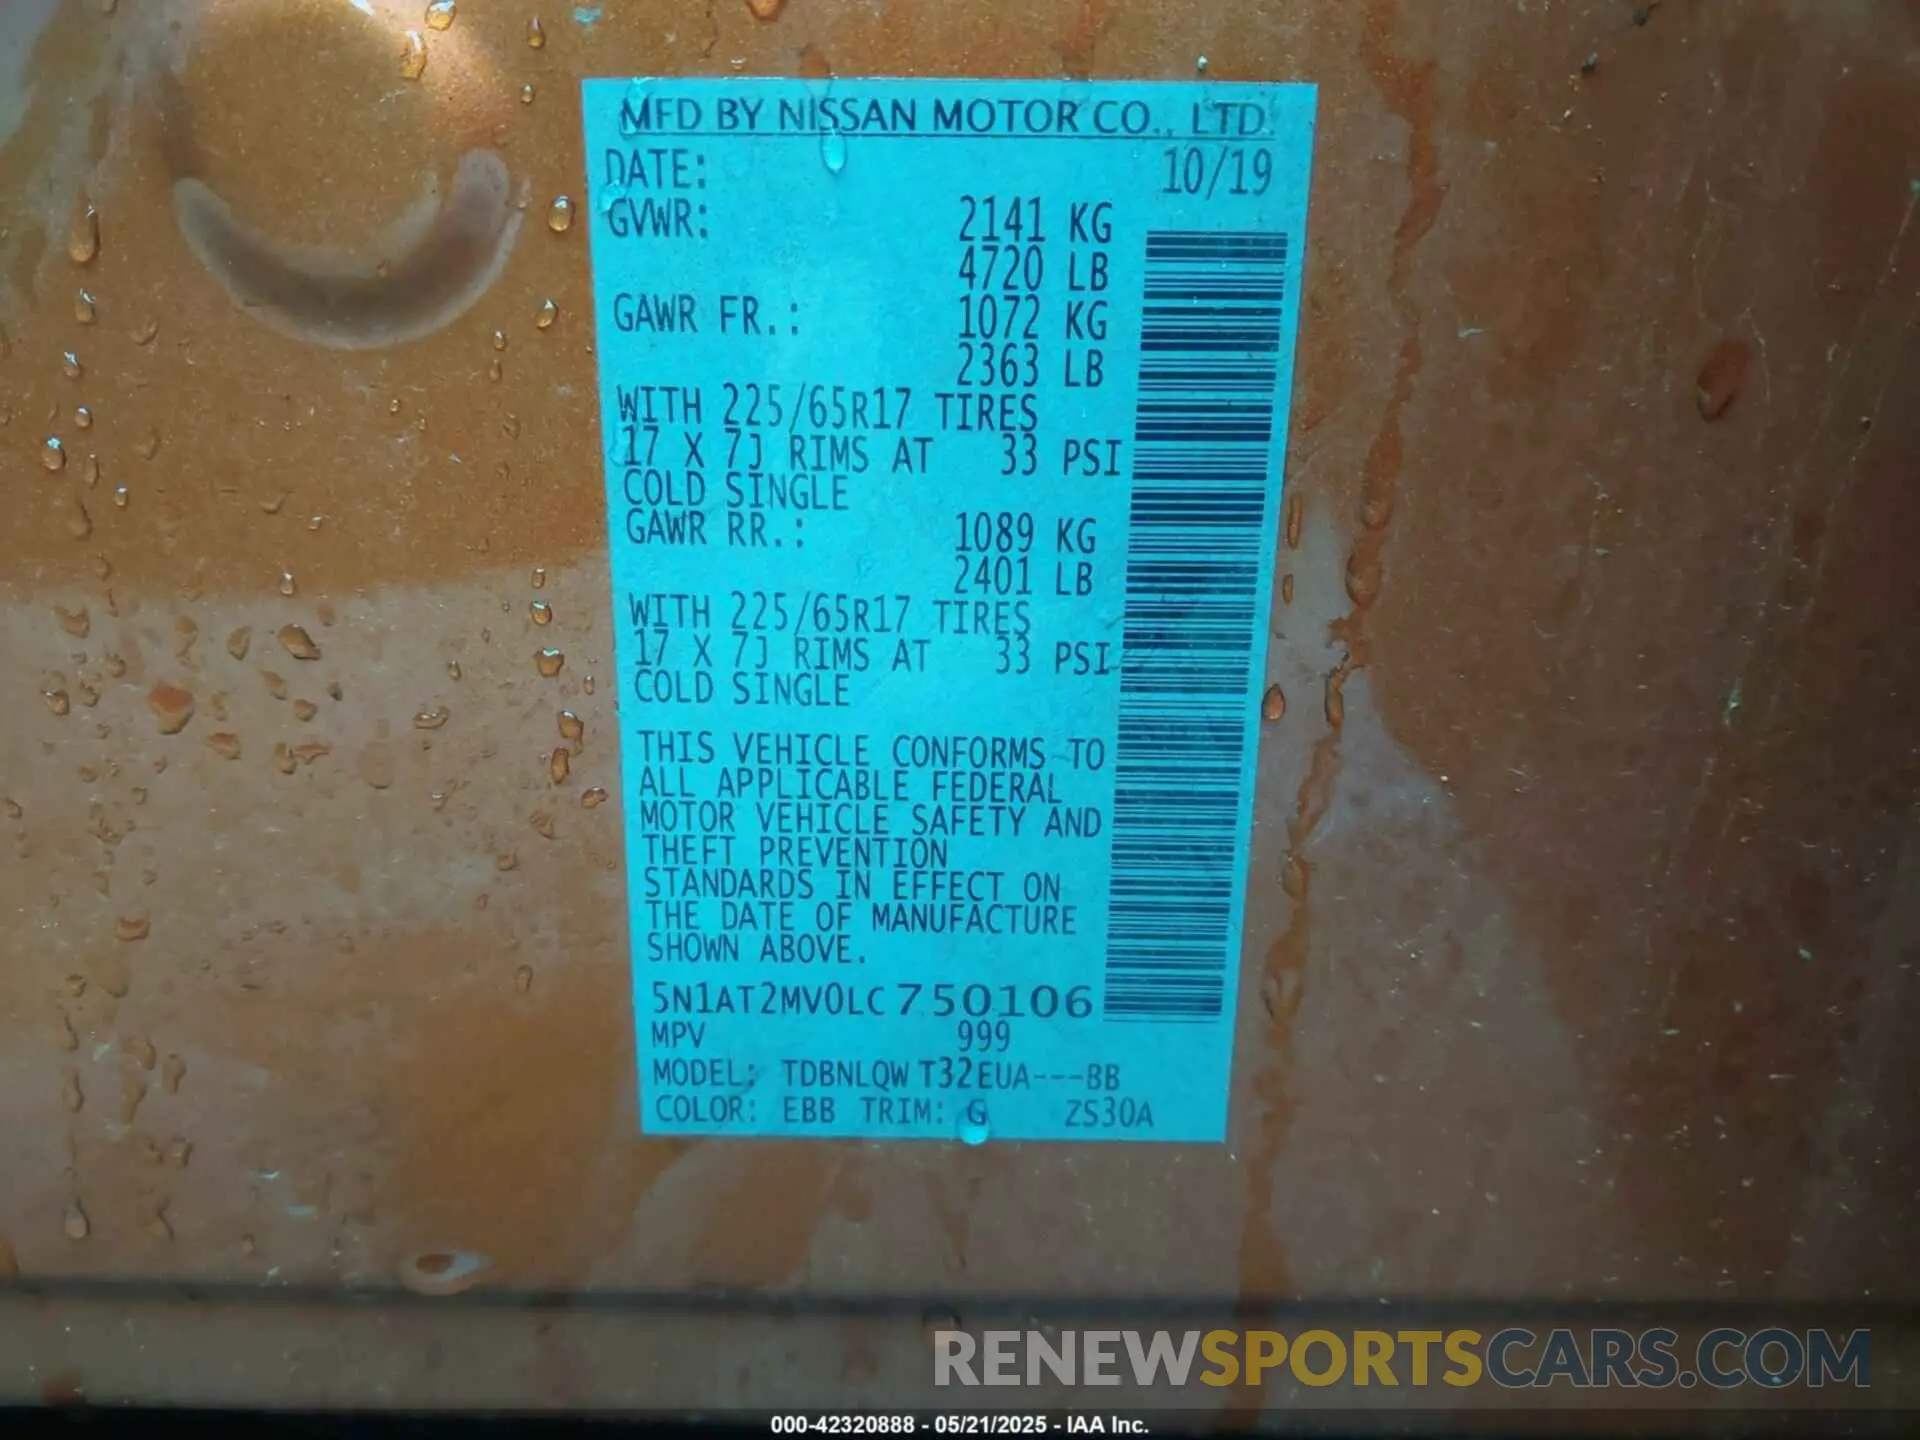 MFD BY NISSAN MOTOR CO., LTD.
DATE: 10/19
GVWR: 2141 KG
4720 LB
GAWR FR.: 1072 KG
2363 LB
WITH 225/65R17 TIRES
17 X 7J RIMS AT 33 PSI
COLD SINGLE
GAWR RR.: 1089 KG
2401 LB
WITH 225/65R17 TIRES
17 X 7J RIMS AT 33 PSI
COLD SINGLE
THIS VEHICLE CONFORMS TO
ALL APPLICABLE FEDERAL
MOTOR VEHICLE SAFETY AND
THEFT PREVENTION
STANDARDS IN EFFECT ON
THE DATE OF MANUFACTURE
SHOWN ABOVE.
5N1AT2MV0LC750106
MPV 999
MODEL: TDBNLQW T32EUA---BB
COLOR: EBB TRIM: G ZS30A
RENEWSPORTSCARS.COM
000-42320888 - 05/21/2025 - IAA Inc.